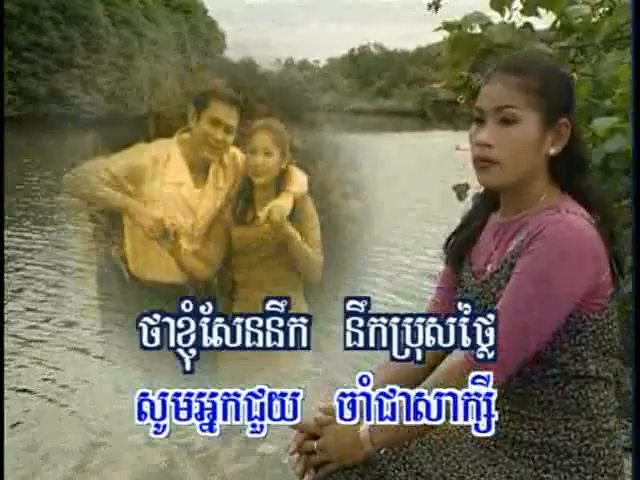 ថាខ្ញុំសែននឹក នឹកប្រុសថ្លៃ
សូមអ្នកជួយ ចាំជាសាក្សី